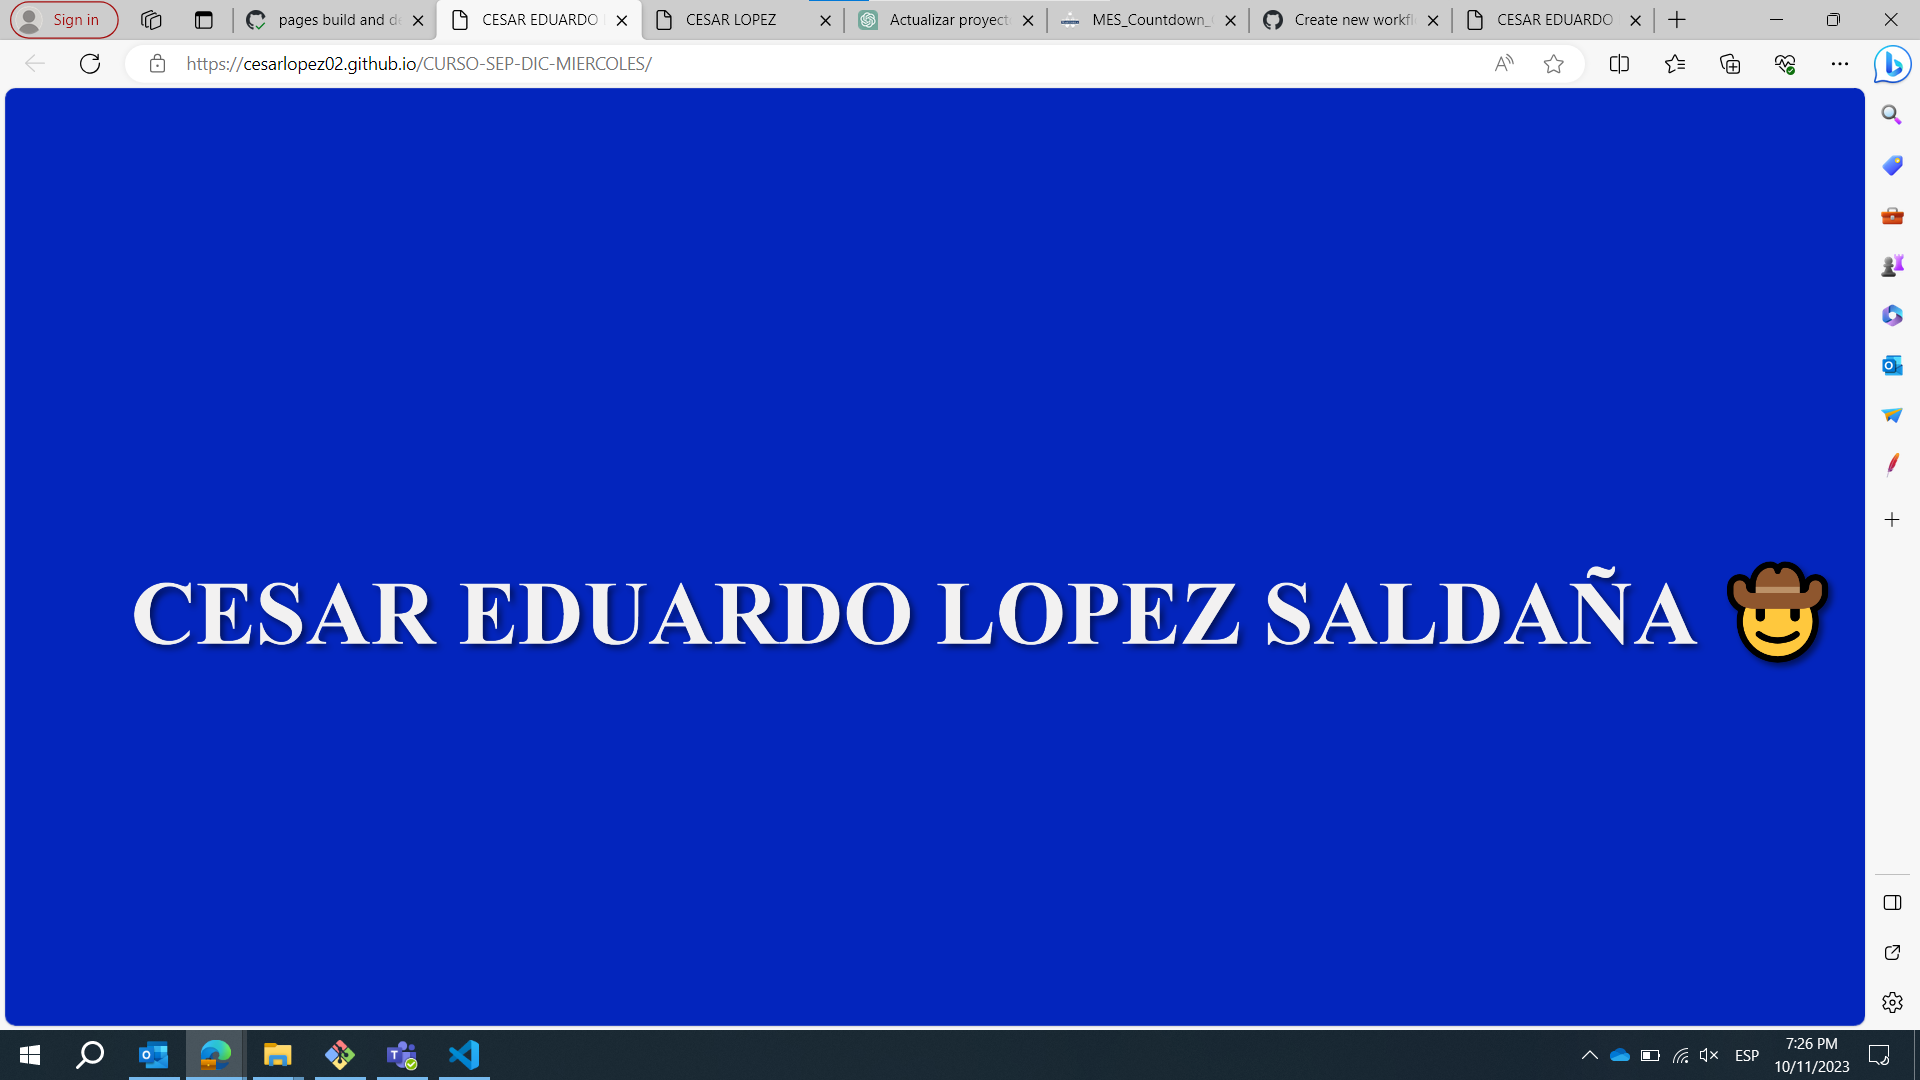 Sign in
pages build and de
CESAR EDUARDO
CESAR LOPEZ
Actualizar proyect
MES_Countdown_
Create new workfl
CESAR EDUARDO
https://cesarlopez02.github.io/CURSO-SEP-DIC-MIERCOLES/
CESAR EDUARDO LOPEZ SALDAÑA 🤠
ESP
7:26 PM
10/11/2023